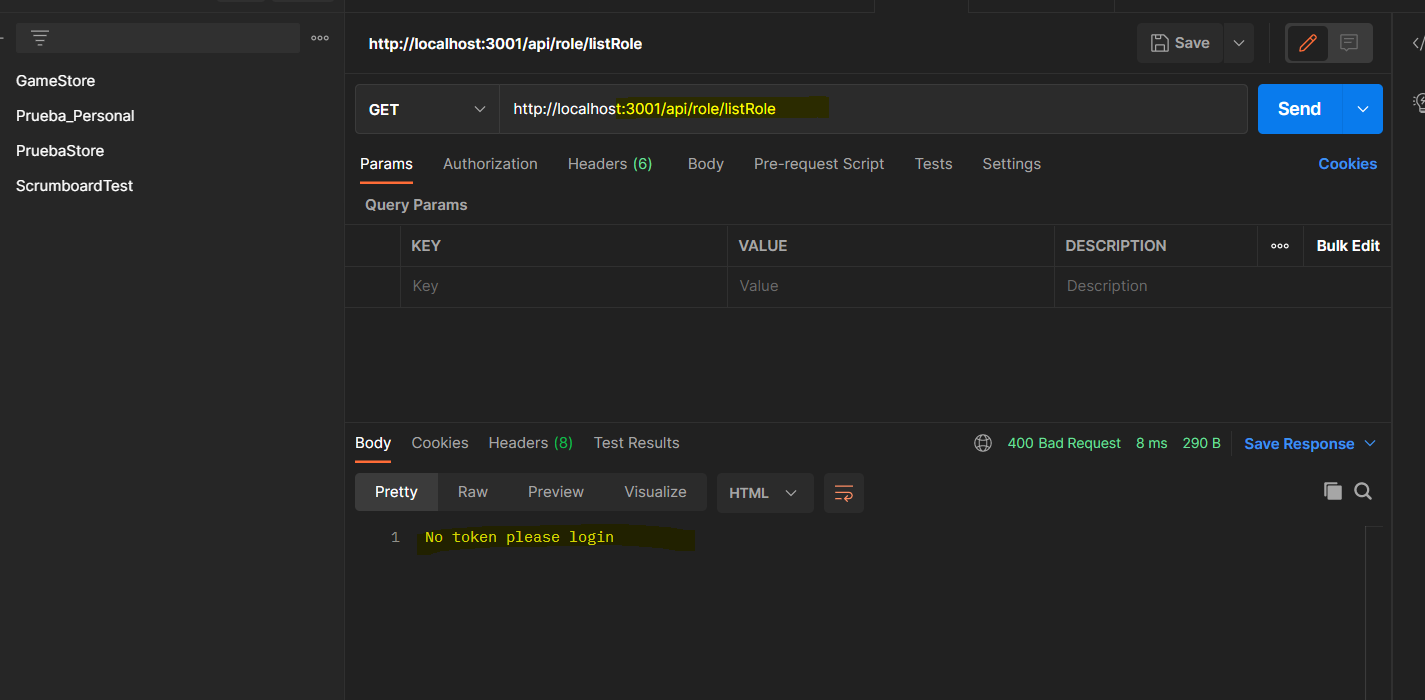 http://localhost:3001/api/role/listRole
Save
GameStore
Prueba_Personal
PruebaStore
ScrumboardTest
GET
http://localhost:3001/api/role/listRole
Send
Params Authorization Headers (6) Body Pre-request Script Tests Settings Cookies
Query Params
KEY VALUE DESCRIPTION Bulk Edit
Key Value Description
Body Cookies Headers (8) Test Results 400 Bad Request 8 ms 290 B Save Response
Pretty Raw Preview Visualize HTML
1 No token please login